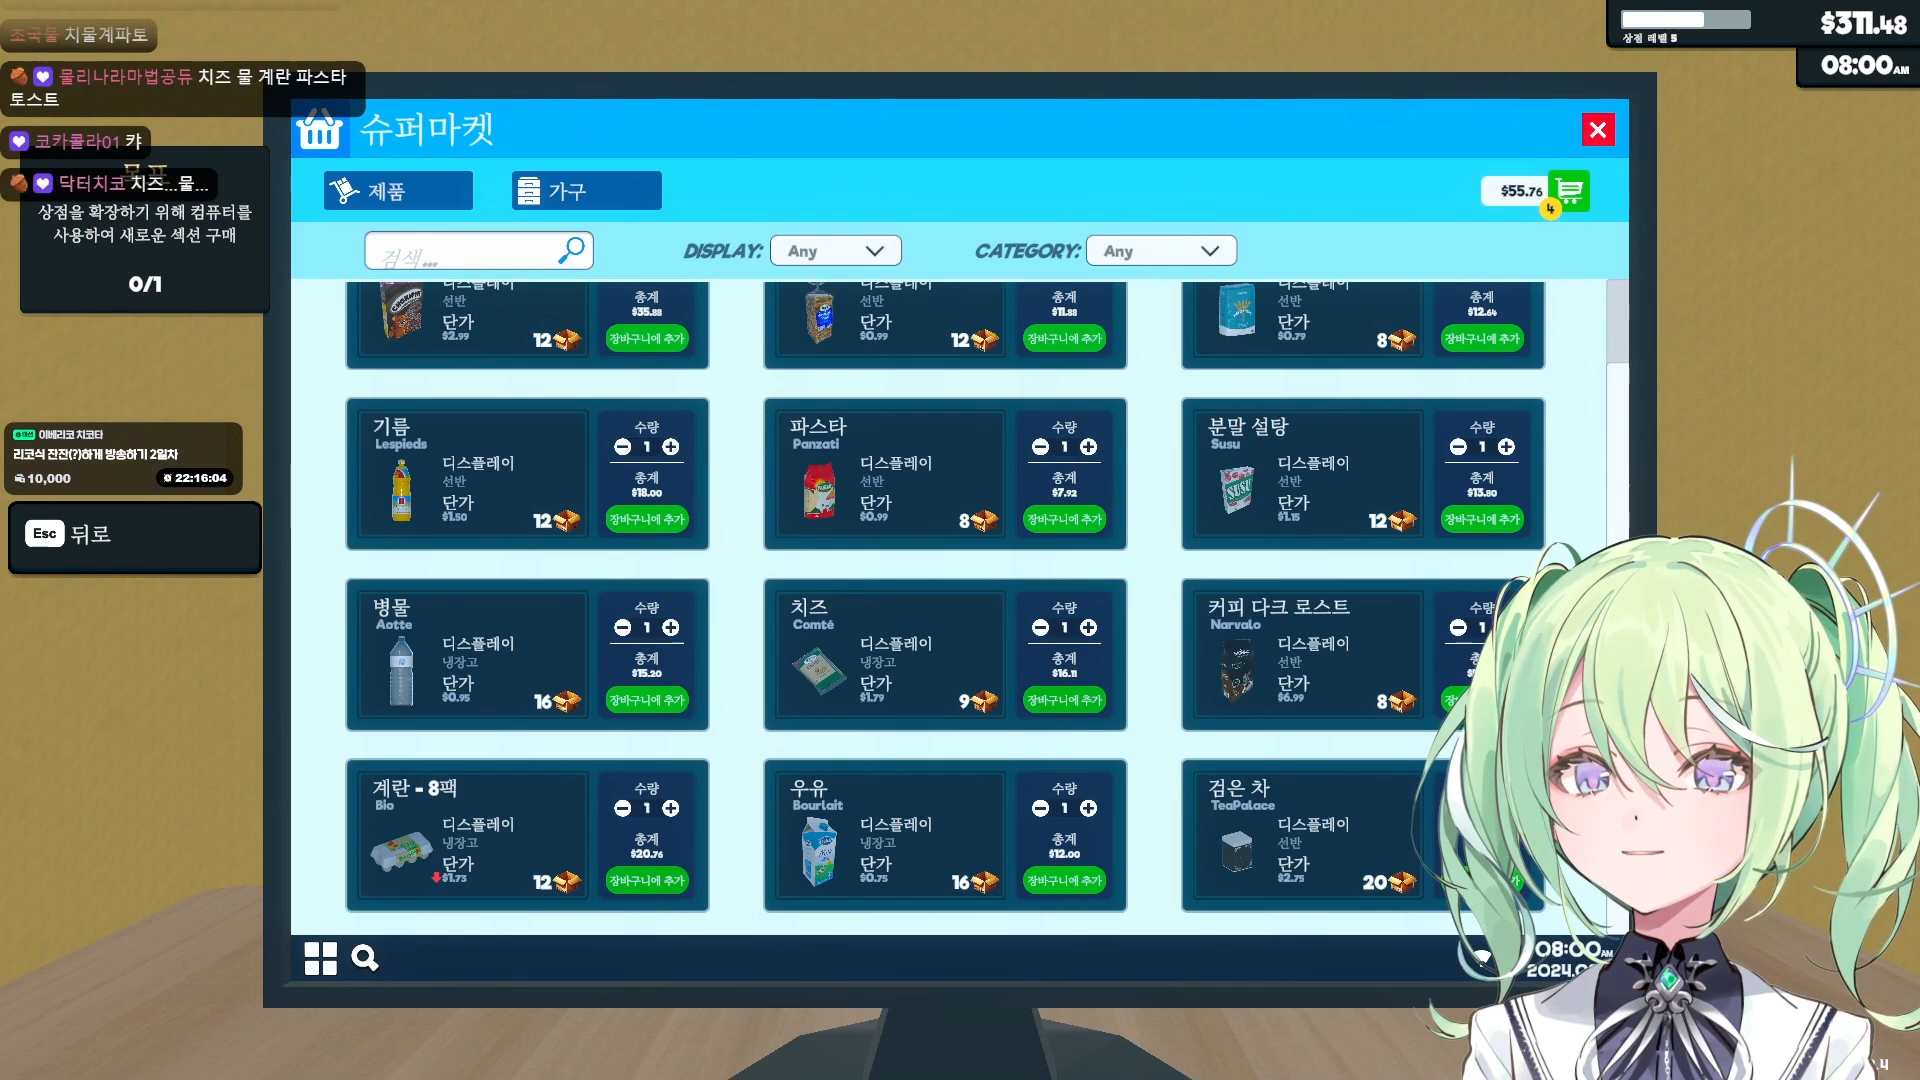 초국물 치물계파토
물리나라마법공듀 치즈 물 계란 파스타
토스트
코카콜라01 캬
닥터치코 치즈...물...
목표
상점을 확장하기 위해 컴퓨터를
사용하여 새로운 섹션 구매
0/1
이베리코 치코타
리코식 잔잔(?)하게 방송하기 2일차
10,000
22:16:04
Esc 뒤로
$311.48
상점 레벨 5
08:00AM
슈퍼마켓
제품
가구
$55.76
4
검색...
DISPLAY: Any
CATEGORY: Any
디스플레이
선반
단가
$2.99
12
총계
$35.88
장바구니에 추가
디스플레이
선반
단가
$0.99
12
총계
$11.88
장바구니에 추가
디스플레이
선반
단가
$0.79
8
총계
$12.64
장바구니에 추가
기름
Lespieds
디스플레이
선반
단가
$1.50
12
수량
1
총계
$18.00
장바구니에 추가
파스타
Panzati
디스플레이
선반
단가
$0.99
8
수량
1
총계
$7.92
장바구니에 추가
분말 설탕
Susu
디스플레이
선반
단가
$1.15
12
수량
1
총계
$13.80
장바구니에 추가
병물
Aotte
디스플레이
냉장고
단가
$0.95
16
수량
1
총계
$15.20
장바구니에 추가
치즈
Comté
디스플레이
냉장고
단가
$1.79
9
수량
1
총계
$16.11
장바구니에 추가
커피 다크 로스트
Narvalo
디스플레이
선반
단가
$6.99
8
수량
1
계란 - 8팩
Bio
디스플레이
냉장고
단가
$1.73
12
수량
1
총계
$20.76
장바구니에 추가
우유
Bourlait
디스플레이
냉장고
단가
$0.75
16
수량
1
총계
$12.00
장바구니에 추가
검은 차
TeaPalace
디스플레이
선반
단가
$2.75
20
08:00AM
2024.0
.4